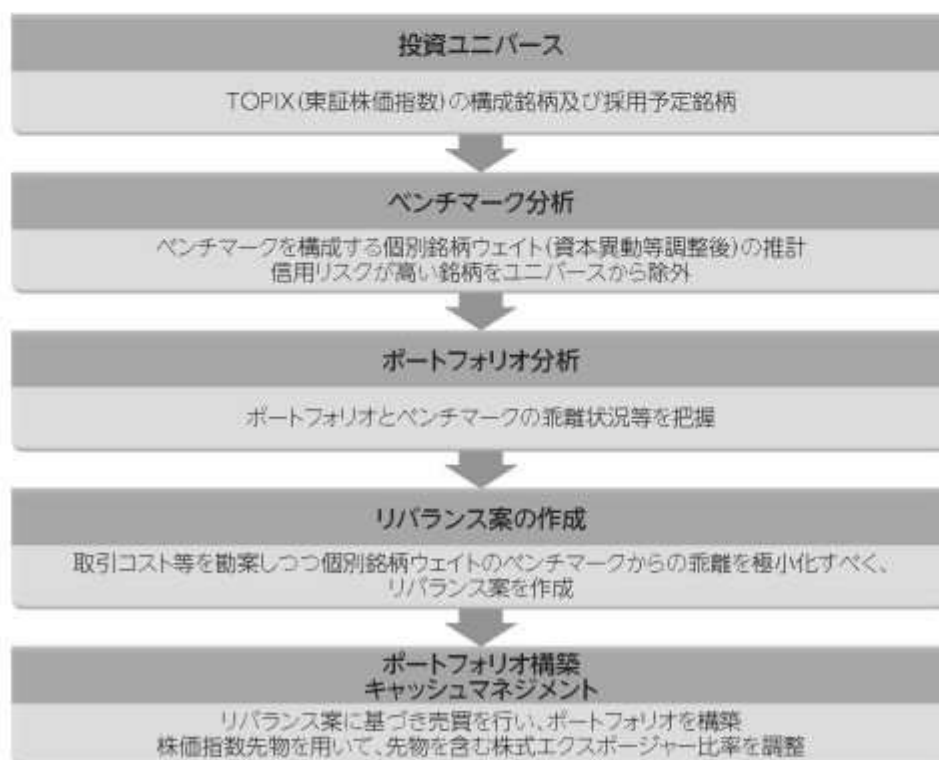 投資ユニバース
TOPIX(東証株価指数)の構成銘柄及び採用予定銘柄
ベンチマーク分析
ベンチマークを構成する個別銘柄ウェイト(資本異動等調整後)の推計
信用リスクが高い銘柄をユニバースから除外
ポートフォリオ分析
ポートフォリオとベンチマークの乖離状況等を把握
リバランス案の作成
取引コスト等を勘案しつつ個別銘柄ウェイトのベンチマークからの乖離を極小化すべく、
リバランス案を作成
ポートフォリオ構築
キャッシュマネジメント
リバランス案に基づき売買を行い、ポートフォリオを構築
株価指数先物を用いて、先物を含む株式エクスポージャー比率を調整